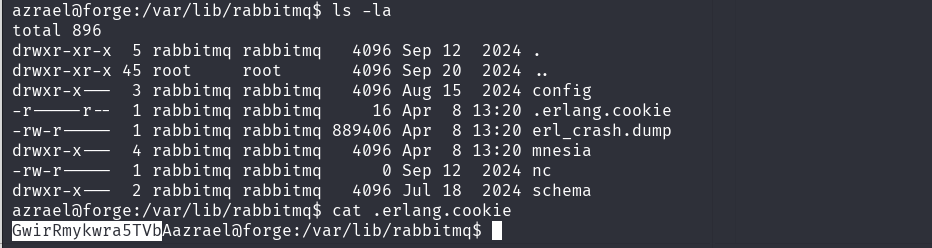 azrael@forge:/var/lib/rabbitmq$ ls -la
total 896
drwxr-xr-x  5 rabbitmq rabbitmq   4096 Sep 12  2024 .
drwxr-xr-x 45 root     root       4096 Sep 20  2024 ..
drwxr-x---  3 rabbitmq rabbitmq   4096 Aug 15  2024 config
-r-----r--  1 rabbitmq rabbitmq     16 Apr  8 13:20 .erlang.cookie
-rw-r-----  1 rabbitmq rabbitmq 889406 Apr  8 13:20 erl_crash.dump
drwxr-x---  4 rabbitmq rabbitmq   4096 Apr  8 13:20 mnesia
-rw-r-----  1 rabbitmq rabbitmq      0 Sep 12  2024 nc
drwxr-x---  2 rabbitmq rabbitmq   4096 Jul 18  2024 schema
azrael@forge:/var/lib/rabbitmq$ cat .erlang.cookie
GwirRmykwra5TVbAazrael@forge:/var/lib/rabbitmq$